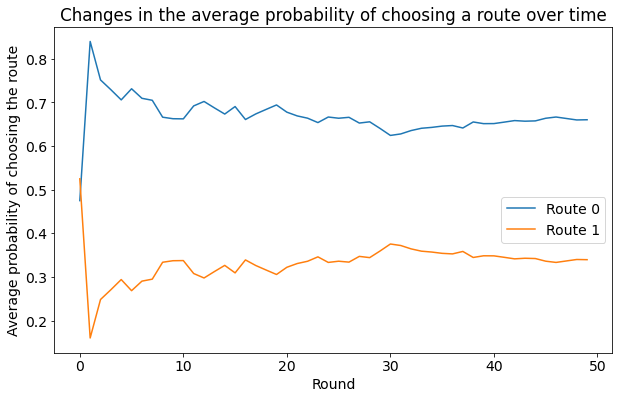 Changes in the average probability of choosing a route over time
Average probability of choosing the route
0.8
0.7
0.6
0.5
0.4
0.3
0.2
Route 0
Route 1
0 10 20 30 40 50
Round